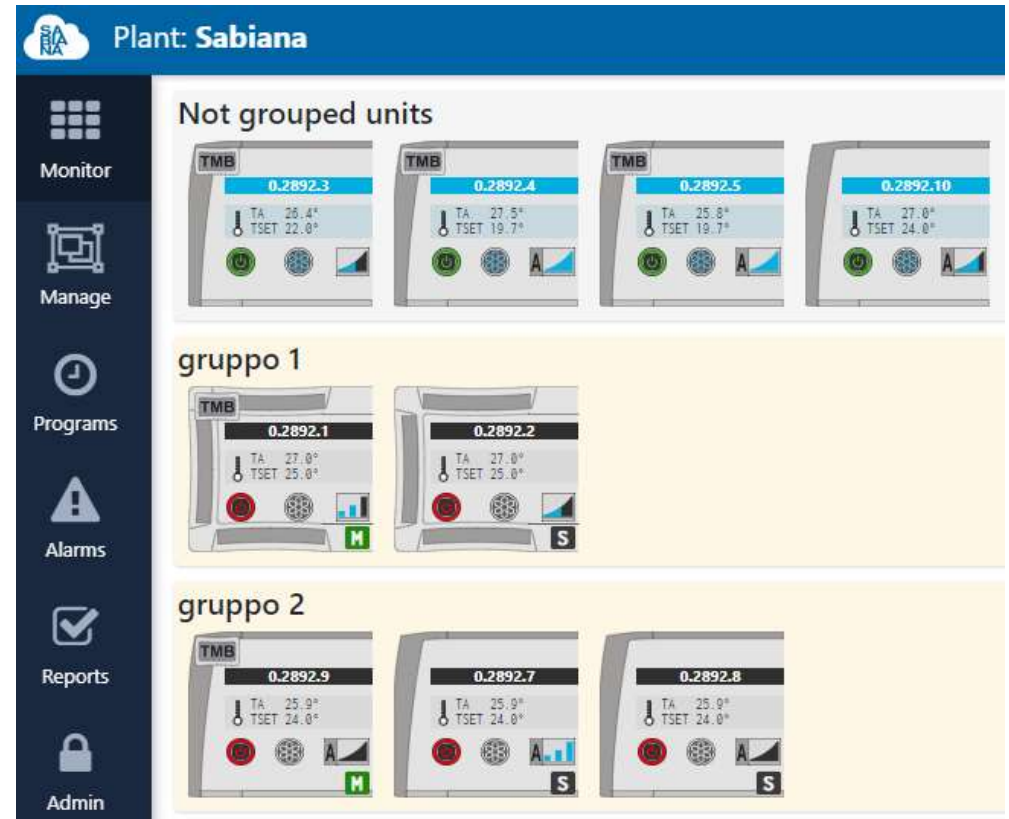 SABIANA
Plant: Sabiana
Monitor
Manage
Programs
Alarms
Reports
Admin
Not grouped units
TMB
0.2892.3
TA 26.4°
TSET 22.0°
TMB
0.2892.4
TA 27.5°
TSET 19.7°
A
TMB
0.2892.5
TA 25.8°
TSET 19.7°
A
0.2892.10
TA 27.0°
TSET 24.0°
A
gruppo 1
TMB
0.2892.1
TA 27.0°
TSET 25.0°
M
0.2892.2
TA 27.0°
TSET 25.0°
S
gruppo 2
TMB
0.2892.9
TA 25.9°
TSET 24.0°
A
M
0.2892.7
TA 25.9°
TSET 24.0°
A
S
0.2892.8
TA 25.9°
TSET 24.0°
A
S